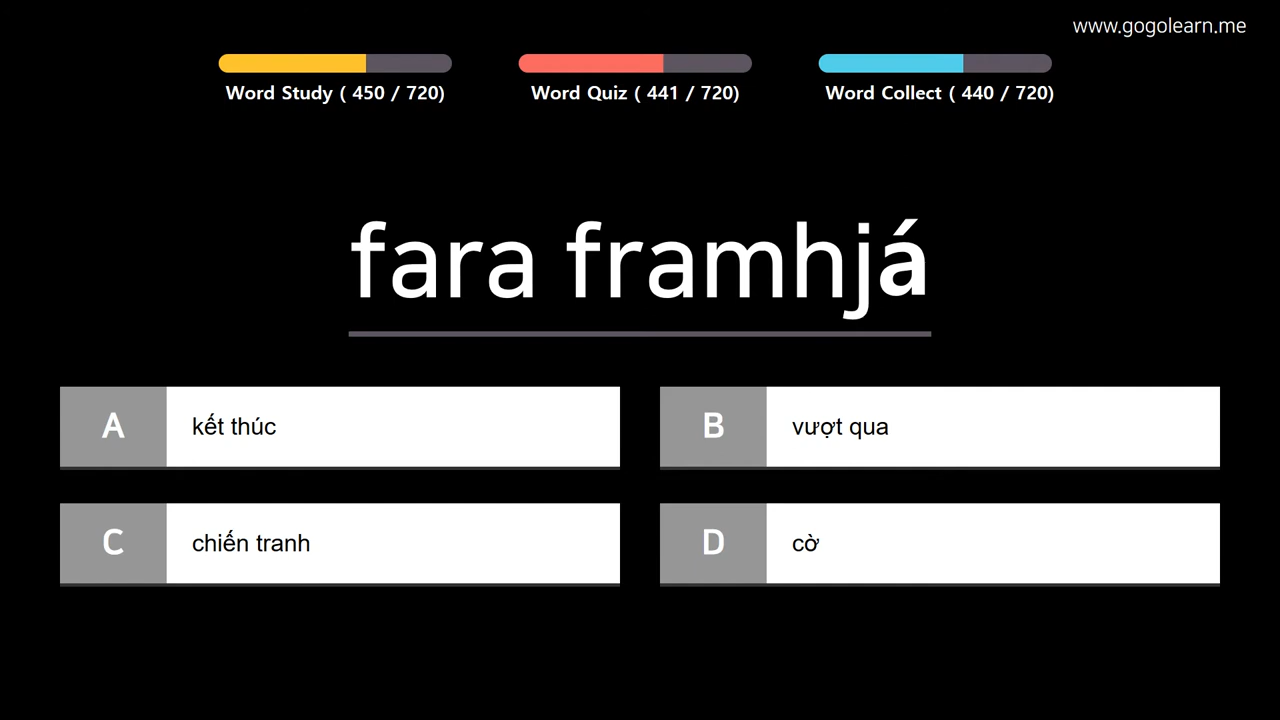 www.gogolearn.me
Word Study ( 450 / 720)
Word Quiz ( 441 / 720)
Word Collect ( 440 / 720)
fara framhjá
A kết thúc
B vượt qua
C chiến tranh
D cờ